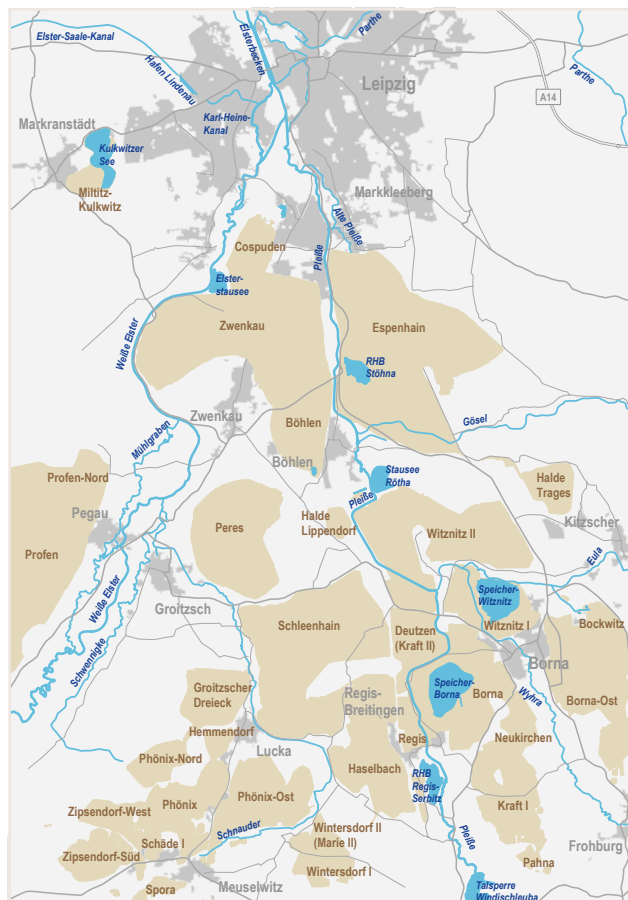 Elster-Saale-Kanal
Elsterbecken
Parthe
Hafen Lindenau
Leipzig
Parthe
A14
Karl-Heine-
Kanal
Markranstädt
Kulkwitzer
See
Miltitz-
Kulkwitz
Markkleeberg
Alte Pleiße
Pleiße
Cospuden
Elster-
stausee
Weiße Elster
Zwenkau
Espenhain
RHB
Stöhna
Zwenkau
Mühlgraben
Böhlen
Gösel
Böhlen
Profen-Nord
Stausee
Rötha
Halde
Trages
Pleiße
Pegau
Peres
Halde
Lippendorf
Kitzscher
Witznitz II
Profen
Eula
Weiße Elster
Groitzsch
Speicher-
Witznitz
Schleenhain
Witznitz I
Bockwitz
Deutzen
(Kraft II)
Schwennigke
Borna
Groitzscher
Dreieck
Regis-
Breitingen
Speicher-
Borna
Borna
Wyhra
Borna-Ost
Hemmendorf
Lucka
Regis
Neukirchen
Phönix-Nord
Haselbach
RHB
Regis-
Serbitz
Phönix-Ost
Phönix
Zipsendorf-West
Kraft I
Schnauder
Wintersdorf II
(Marie II)
Pleiße
Schäde I
Frohburg
Zipsendorf-Süd
Pahna
Wintersdorf I
Spora
Meuselwitz
Talsperre
Windischleuba